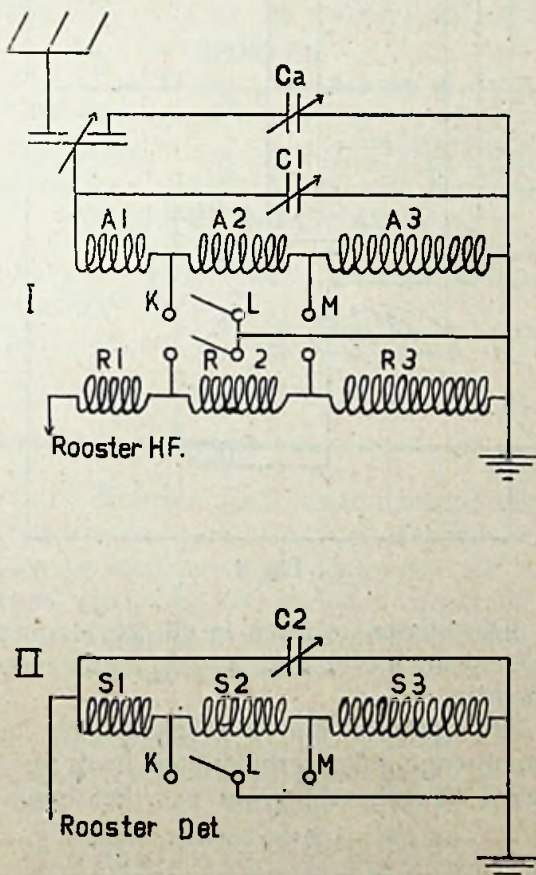 Ca
C1
A1 A2 A3
I K L M
R1 R 2 R3
Rooster HF.
II C2
S1 S2 S3
K L M
Rooster Det